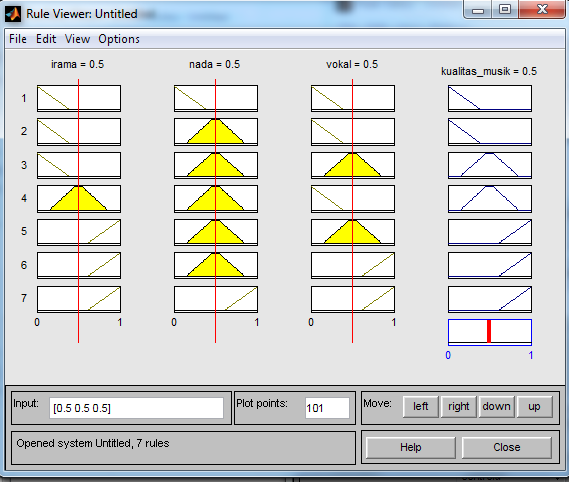 Rule Viewer: Untitled
File Edit View Options
irama = 0.5 nada = 0.5 vokal = 0.5 kualitas_musik = 0.5
1
2
3
4
5
6
7
0 1 0 1 0 1
0 1
Input: [0.5 0.5 0.5] Plot points: 101 Move: left right down up
Opened system Untitled, 7 rules Help Close